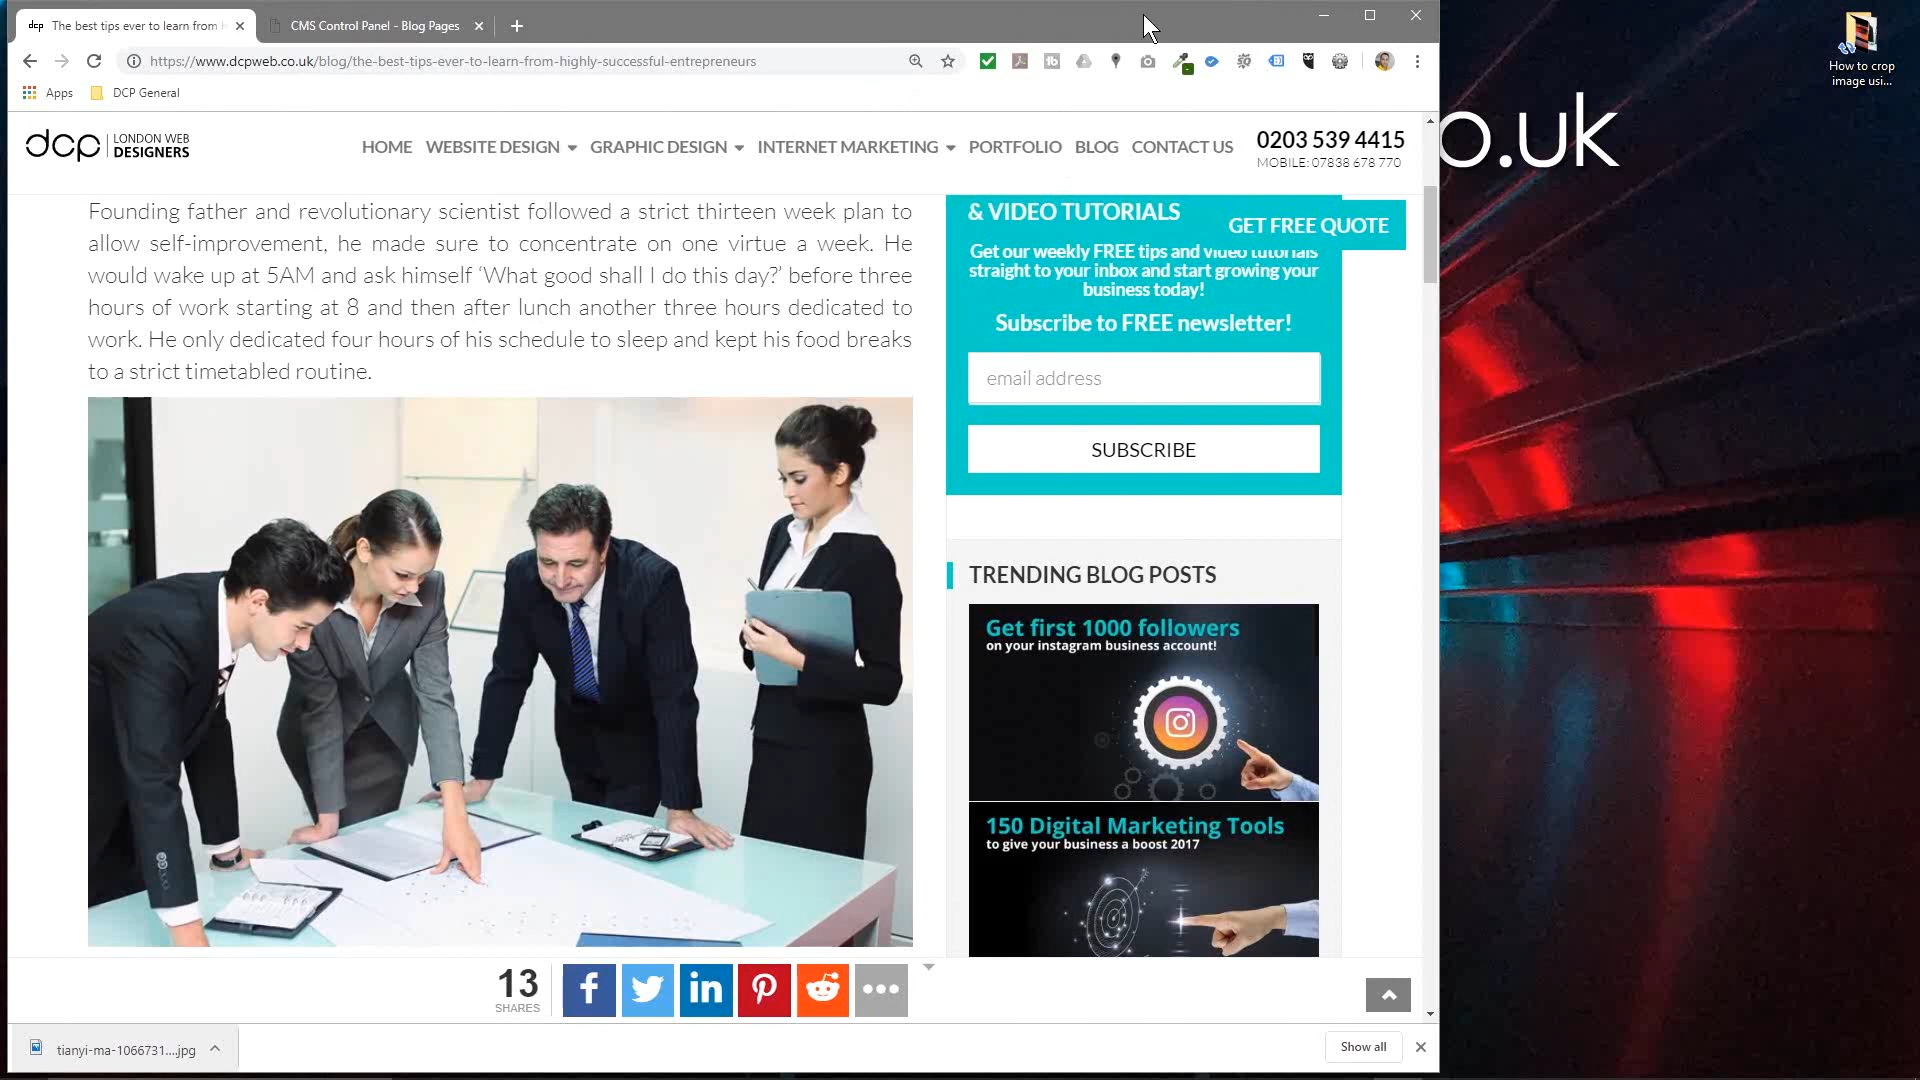 dcp The best tips ever to learn from
CMS Control Panel - Blog Pages
https://www.dcpweb.co.uk/blog/the-best-tips-ever-to-learn-from-highly-successful-entrepreneurs
Apps
DCP General
How to crop
image usi...
o.uk
dcp
LONDON WEB
DESIGNERS
HOME
WEBSITE DESIGN
GRAPHIC DESIGN
INTERNET MARKETING
PORTFOLIO
BLOG
CONTACT US
0203 539 4415
MOBILE: 07838 678 770
Founding father and revolutionary scientist followed a strict thirteen week plan to
allow self-improvement, he made sure to concentrate on one virtue a week. He
would wake up at 5AM and ask himself ‘What good shall I do this day?’ before three
hours of work starting at 8 and then after lunch another three hours dedicated to
work. He only dedicated four hours of his schedule to sleep and kept his food breaks
to a strict timetabled routine.
& VIDEO TUTORIALS
GET FREE QUOTE
Get our weekly FREE tips and video tutorials
straight to your inbox and start growing your
business today!
Subscribe to FREE newsletter!
email address
SUBSCRIBE
TRENDING BLOG POSTS
Get first 1000 followers
on your instagram business account!
150 Digital Marketing Tools
to give your business a boost 2017
13
SHARES
tianyi-ma-1066731....jpg
Show all